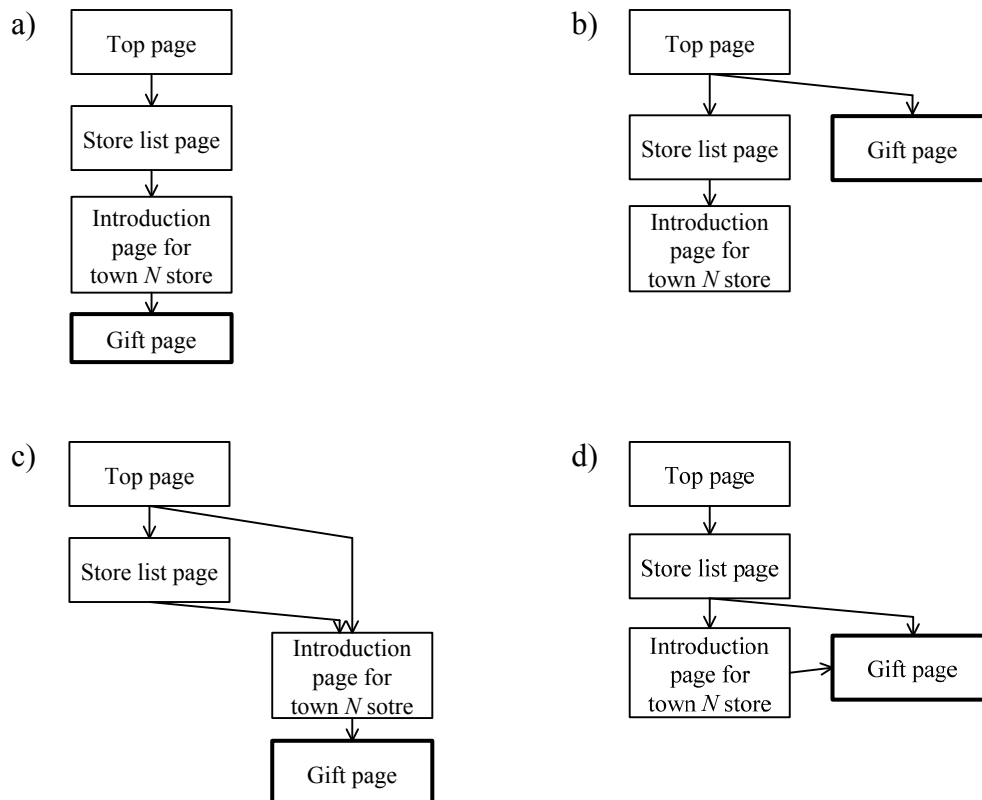 a)
Top page
Store list page
Introduction
page for
town N store
Gift page
b)
Top page
Store list page
Gift page
Introduction
page for
town N store
c)
Top page
Store list page
Introduction
page for
town N sotre
Gift page
d)
Top page
Store list page
Introduction
page for
town N store
Gift page